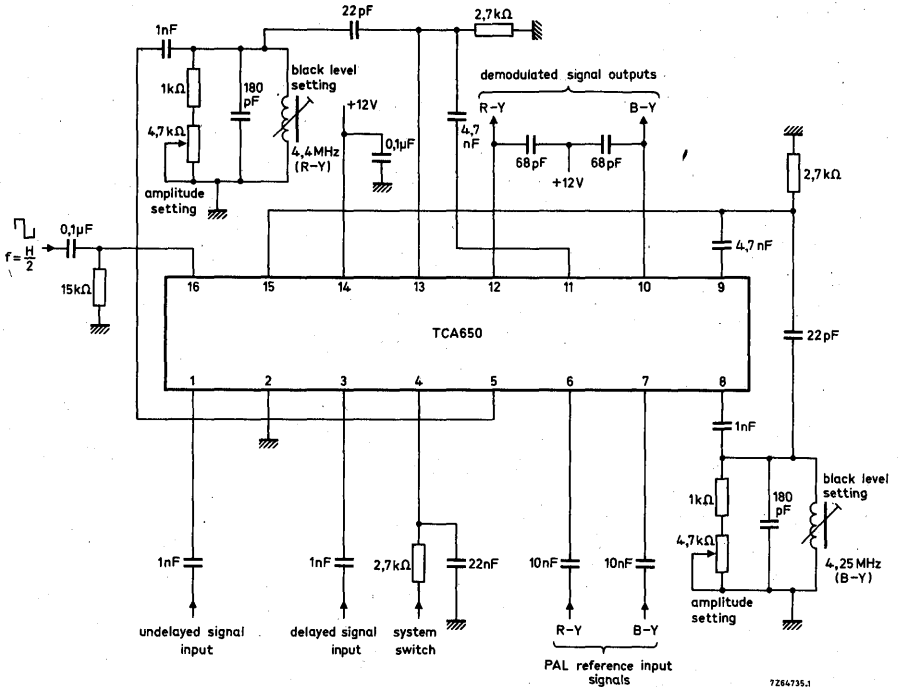 22pF
2,7kΩ
1nF
1kΩ
180
pF
black level
setting
4,7kΩ
4,4MHz
(R-Y)
amplitude
setting
+12V
0,1μF
4,7
nF
demodulated signal outputs
R-Y
B-Y
68pF
68pF
+12V
2,7kΩ
4,7nF
0,1μF
f=H/2
15kΩ
16
15
14
13
12
11
10
9
TCA650
1
2
3
4
5
6
7
8
22pF
1nF
1kΩ
180
pF
black level
setting
4,7kΩ
4,25MHz
(B-Y)
amplitude
setting
1nF
1nF
2,7kΩ
22nF
10nF
10nF
undelayed signal
input
delayed signal
input
system
switch
R-Y
B-Y
PAL reference input
signals
7Z64735.1